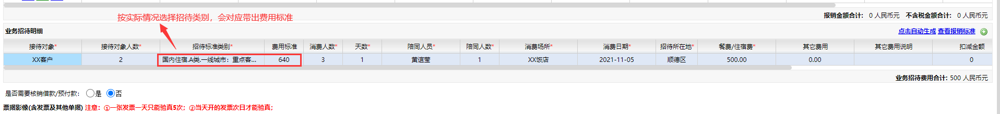 按实际情况选择招待类别，会对应带出费用标准
报销金额合计： 0 人民币元 不含税金额合计： 0 人民币元
业务招待明细 点击自动生成 查看报销标准
接待对象* 接待对象人数* 招待标准类别* 费用标准 消费人数* 天数* 陪同人员* 陪同人数* 消费场所* 消费日期* 招待所在地* 餐费/住宿费* 其它费用 其它费用说明 扣减金额
XX客户 2 国内住宿.A类.一线城市：重点客... 640 3 1 黄谊莹 1 XX饭店 2021-11-05 顺德区 500.00 0.00 0
业务招待费用合计: 500 人民币元
是否需要核销借款/预付款： 是 否
票据影像(含发票及其他单据) 注意：①一张发票一天只能验真5次；②当天开的发票次日才能验真；